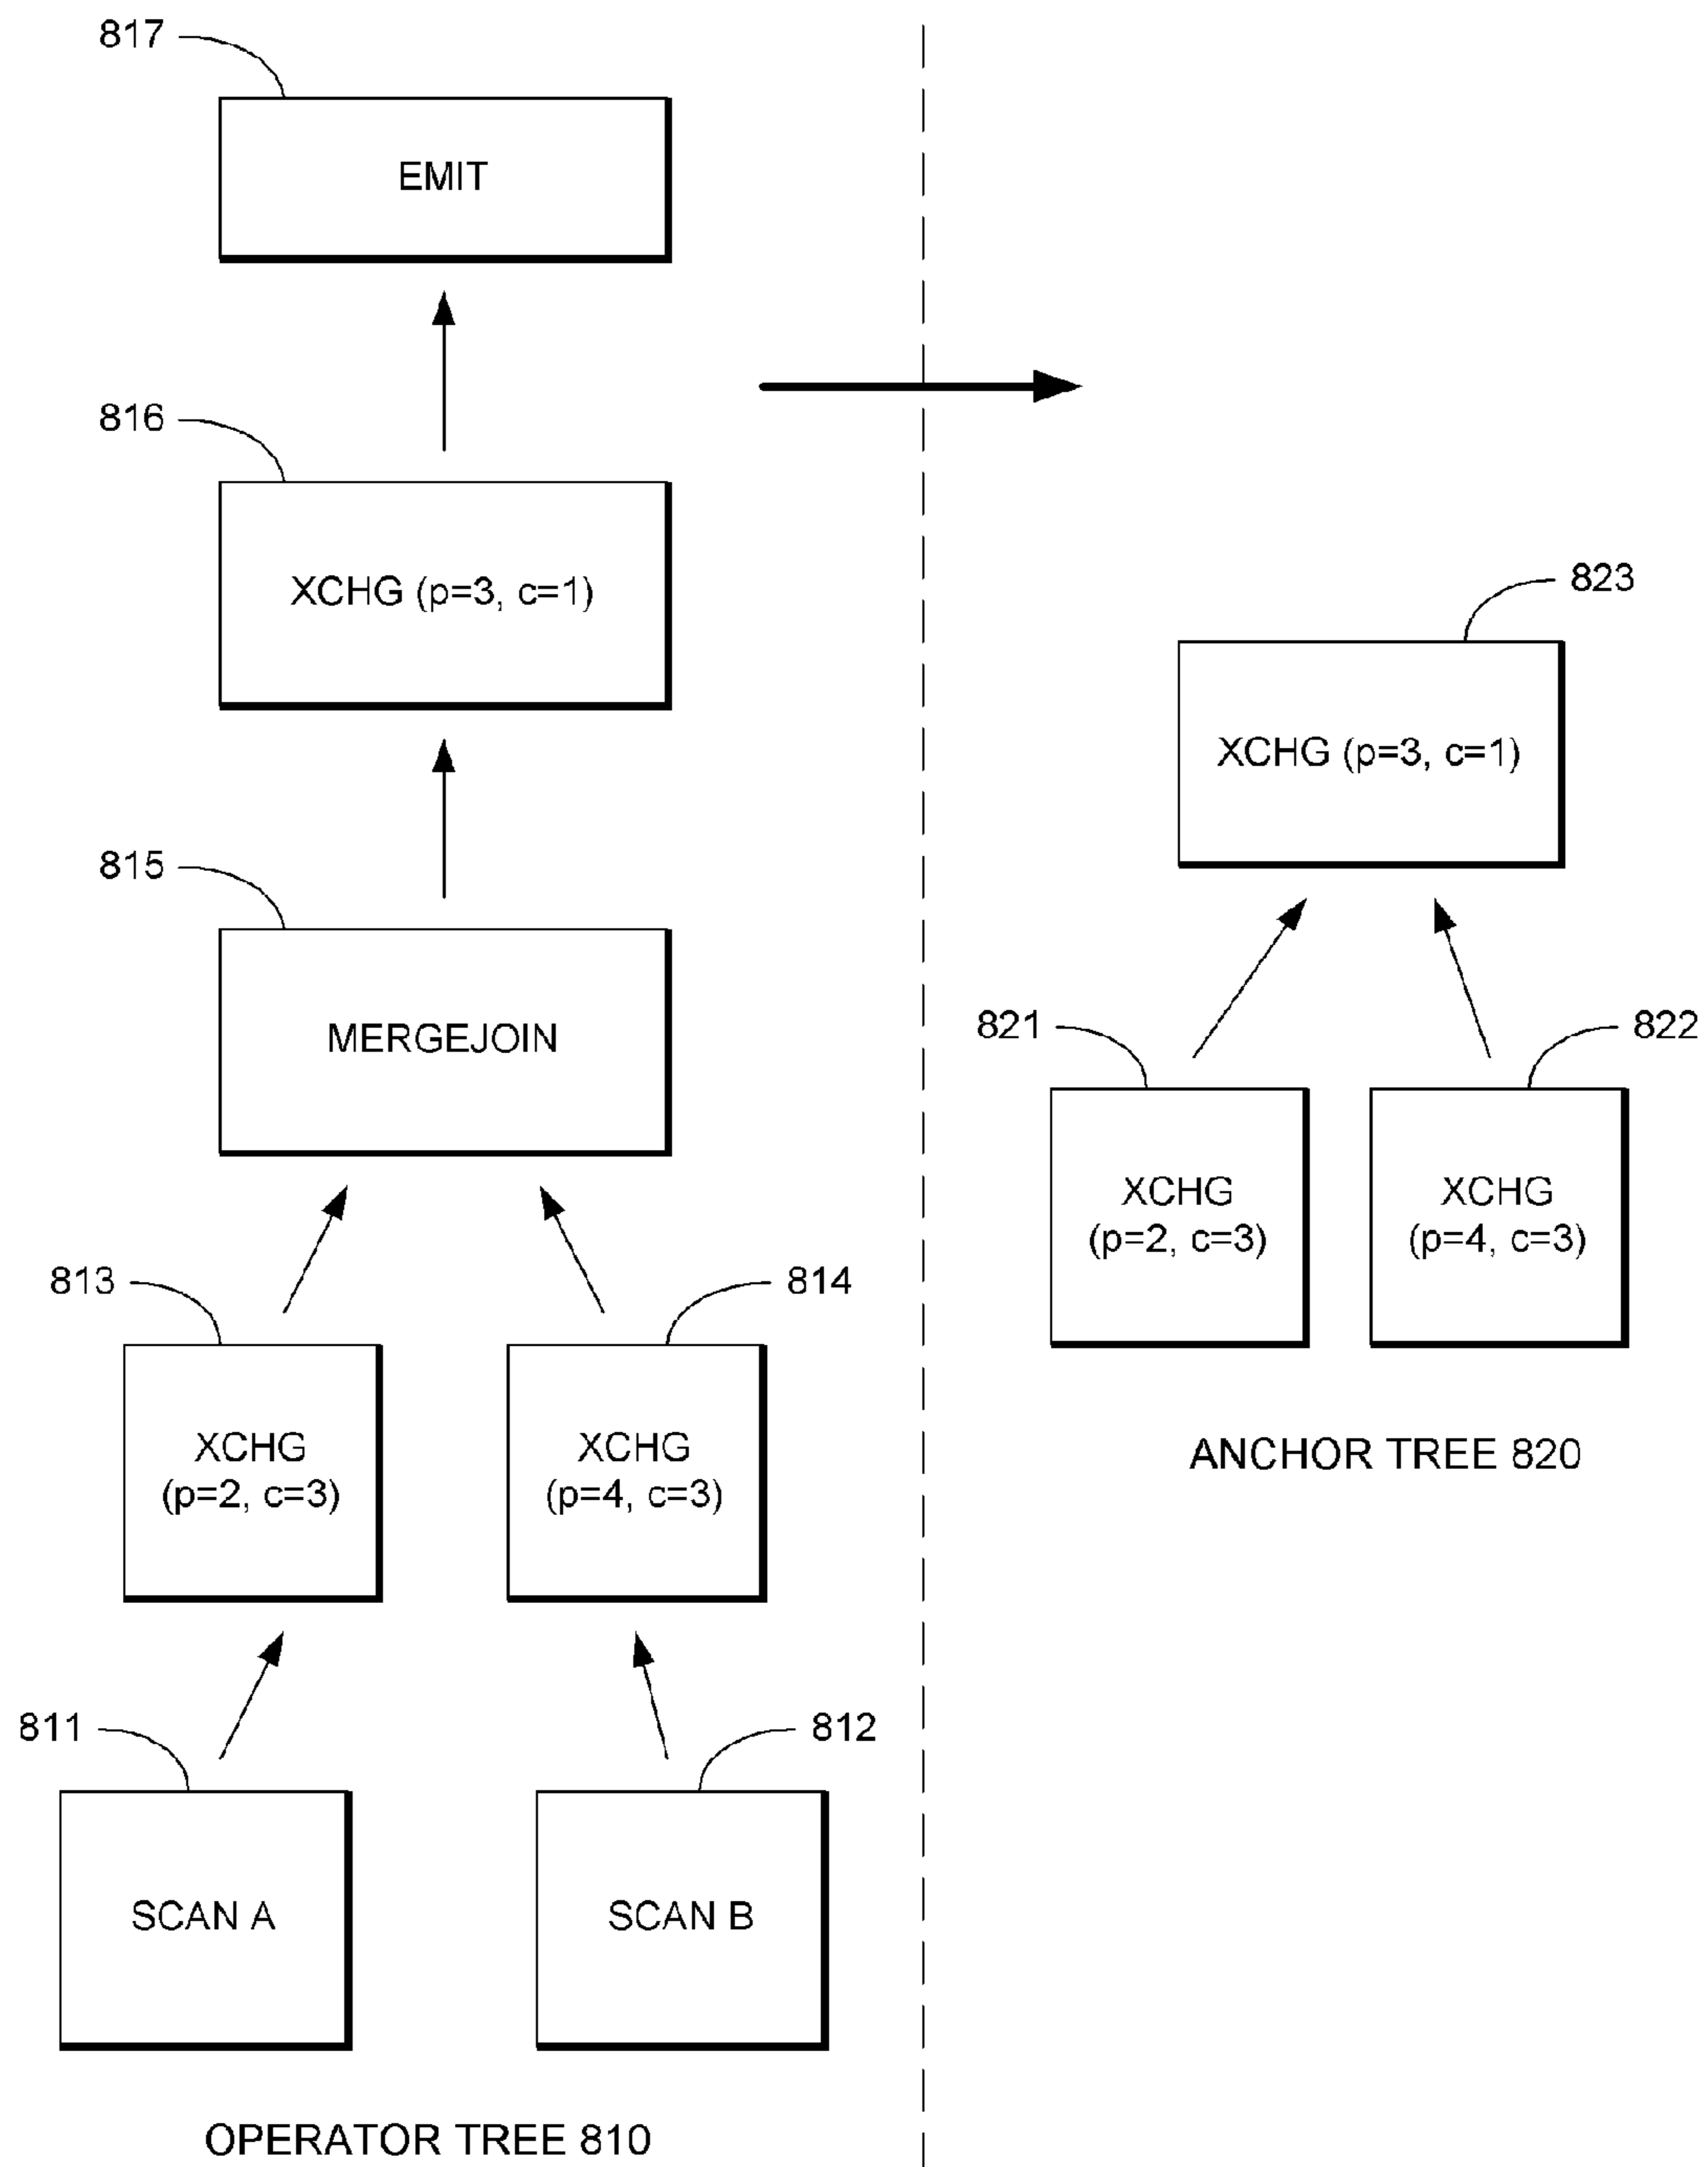 817
EMIT
816
XCHG (p=3, c=1)
815
MERGEJOIN
813
814
XCHG
(p=2, c=3)
XCHG
(p=4, c=3)
811
812
SCAN A
SCAN B
OPERATOR TREE 810
823
XCHG (p=3, c=1)
821
822
XCHG
(p=2, c=3)
XCHG
(p=4, c=3)
ANCHOR TREE 820